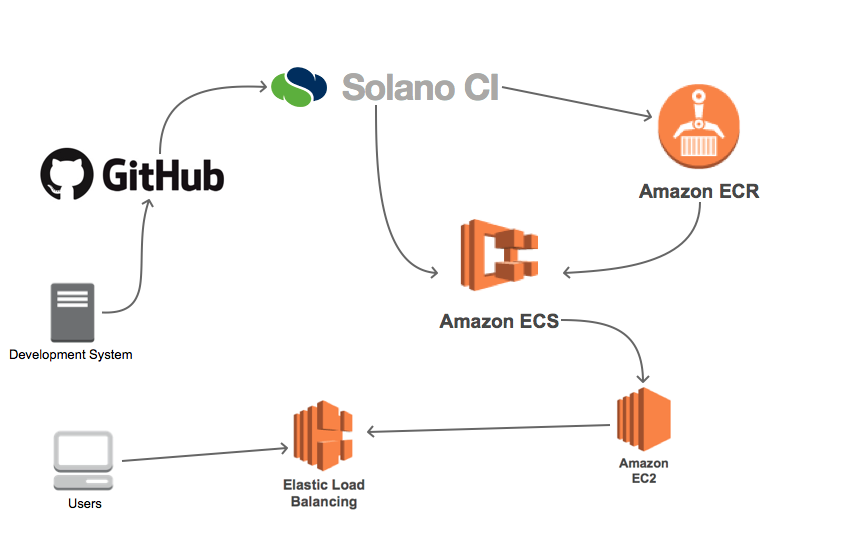 Solano CI
GitHub
Amazon ECR
Development System
Amazon ECS
Users
Elastic Load
Balancing
Amazon
EC2